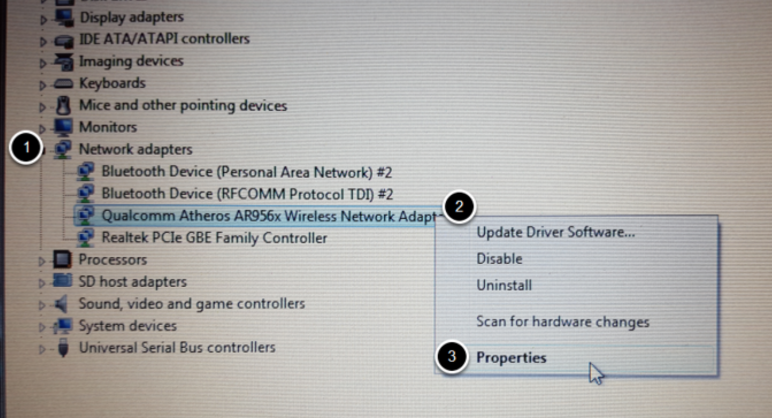 Display adapters
IDE ATA/ATAPI controllers
Imaging devices
Keyboards
Mice and other pointing devices
Monitors
1
Network adapters
Bluetooth Device (Personal Area Network) #2
Bluetooth Device (RFCOMM Protocol TDI) #2
Qualcomm Atheros AR956x Wireless Network Adapt
2
Realtek PCIe GBE Family Controller
Processors
SD host adapters
Sound, video and game controllers
System devices
Universal Serial Bus controllers
Update Driver Software...
Disable
Uninstall
Scan for hardware changes
3
Properties